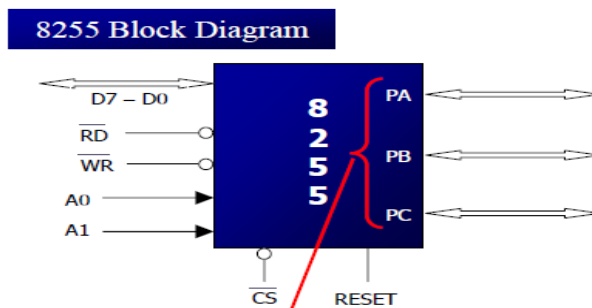 8255 Block Diagram
D7 – D0
RD
WR
A0
A1
8
2
5
5
PA
PB
PC
CS
RESET